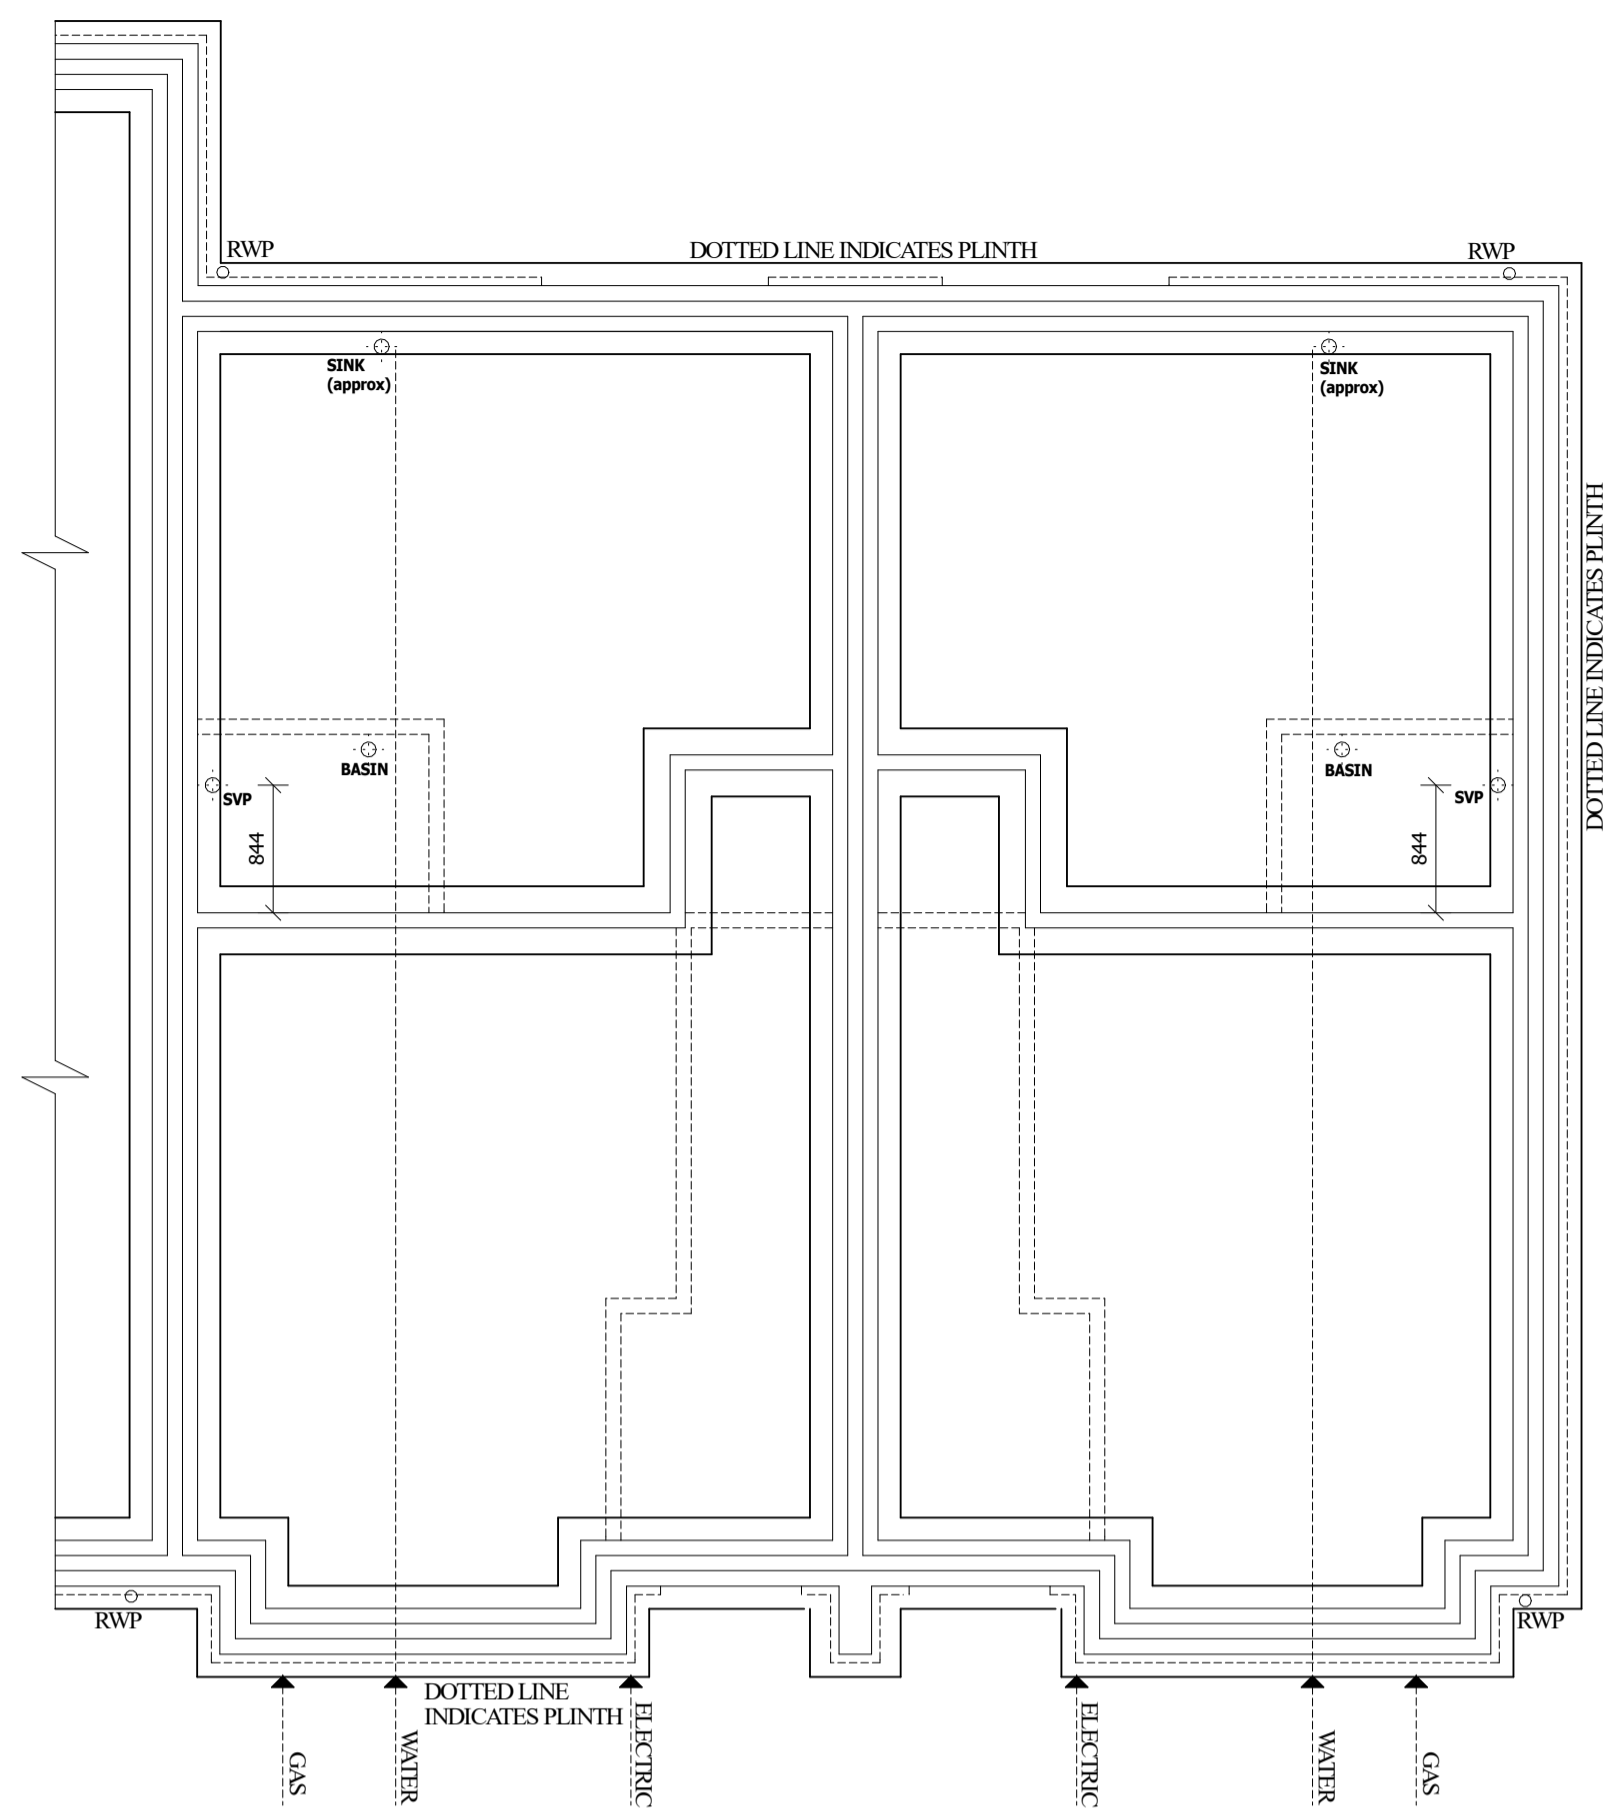 RWP
DOTTED LINE INDICATES PLINTH
RWP
SINK
(approx)
SINK
(approx)
DOTTED LINE INDICATES PLINTH
BASIN
BASIN
SVP
SVP
844
844
RWP
RWP
DOTTED LINE
INDICATES PLINTH
GAS
WATER
ELECTRIC
ELECTRIC
WATER
GAS